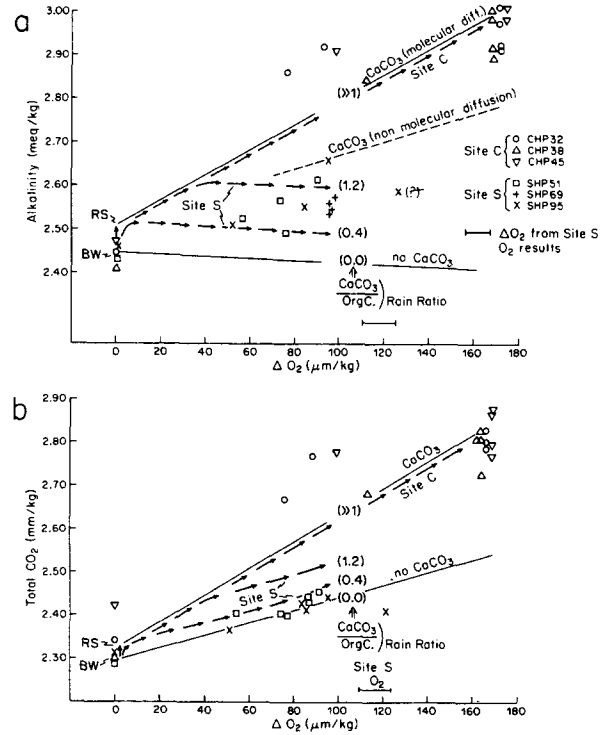 a
3.00
2.90
2.80
2.70
2.60
2.50
2.40
Alkalinity (meq/kg)
CaCO3 (molecular diff.)
Site C
(≫1)
CaCO3 (non molecular diffusion)
RS
BW
Site S
(1.2)
(0.4)
(0.0)
no CaCO3
CaCO3
OrgC.
Rain Ratio
x (?)
Site C
○ CHP32
△ CHP38
▽ CHP45
Site S
□ SHP51
+ SHP69
x SHP95
Δ O2 from Site S
O2 results
0 20 40 60 80 100 120 140 160 180
Δ O2 (μm/kg)
b
2.90
2.80
2.70
2.60
2.50
2.40
2.30
Total CO2 (mm/kg)
CaCO3
Site C
(≫1)
(1.2)
(0.4)
(0.0)
Site S
no CaCO3
RS
BW
CaCO3
OrgC.
Rain Ratio
Site S
O2
0 20 40 60 80 100 120 140 160 180
Δ O2 (μm/kg)